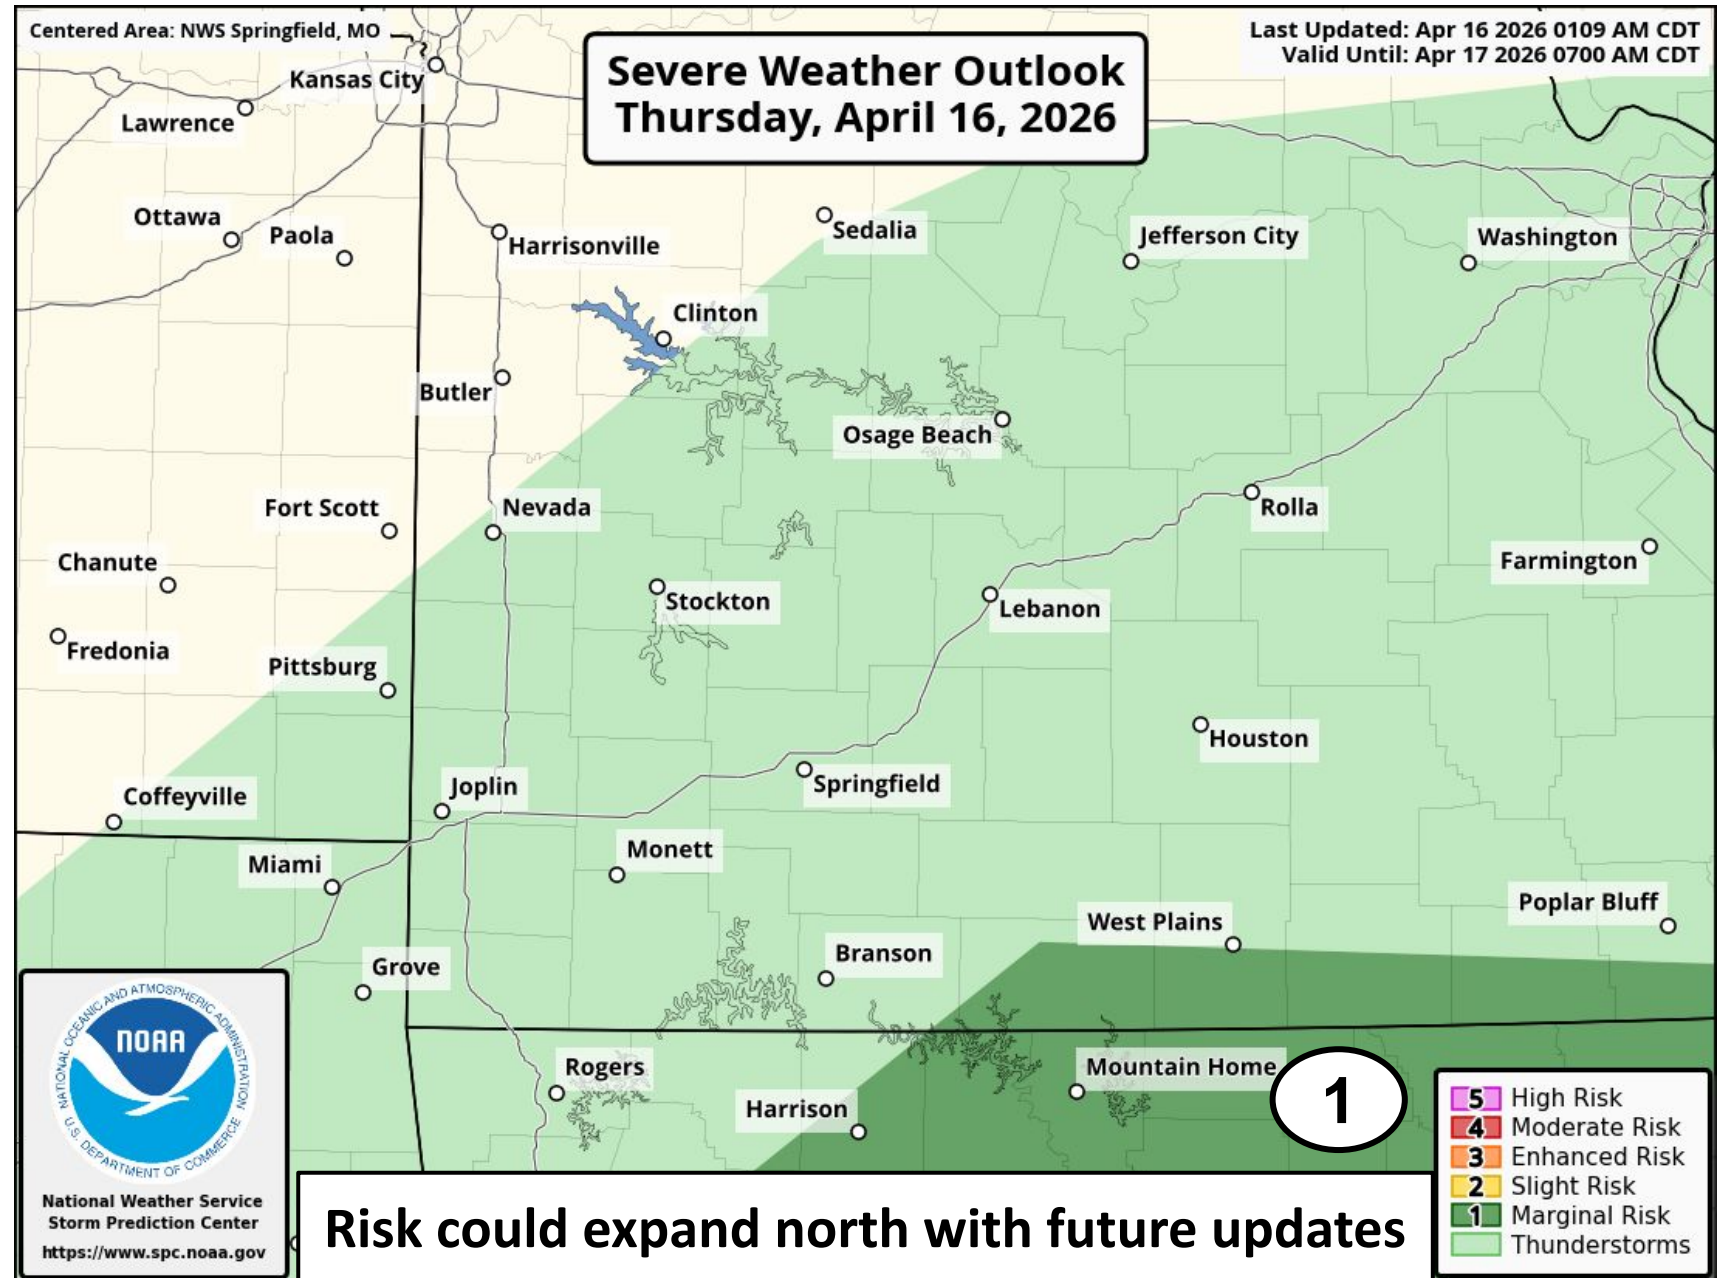 Centered Area: NWS Springfield, MO
Last Updated: Apr 16 2026 0109 AM CDT
Valid Until: Apr 17 2026 0700 AM CDT
Severe Weather Outlook
Thursday, April 16, 2026
Kansas City
Lawrence
Ottawa
Paola
Harrisonville
Sedalia
Jefferson City
Washington
Clinton
Butler
Osage Beach
Fort Scott
Nevada
Rolla
Chanute
Farmington
Stockton
Lebanon
Fredonia
Pittsburg
Houston
Coffeyville
Joplin
Springfield
Miami
Monett
West Plains
Poplar Bluff
Grove
Branson
Rogers
Mountain Home
Harrison
1
NATIONAL OCEANIC AND ATMOSPHERIC ADMINISTRATION
NOAA
U.S. DEPARTMENT OF COMMERCE
National Weather Service
Storm Prediction Center
https://www.spc.noaa.gov
Risk could expand north with future updates
5 High Risk
4 Moderate Risk
3 Enhanced Risk
2 Slight Risk
1 Marginal Risk
Thunderstorms